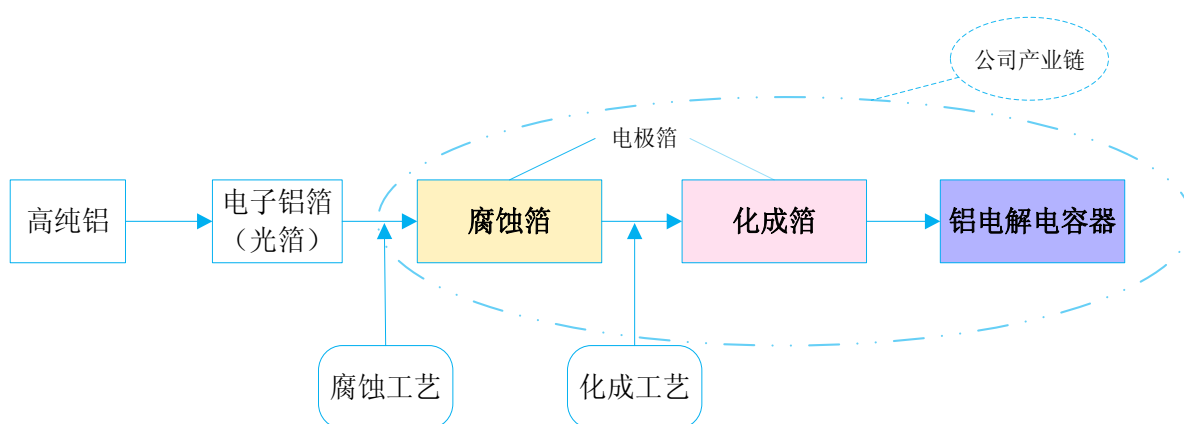 公司产业链
电极箔
高纯铝
电子铝箔
（光箔）
腐蚀箔
化成箔
铝电解电容器
腐蚀工艺
化成工艺